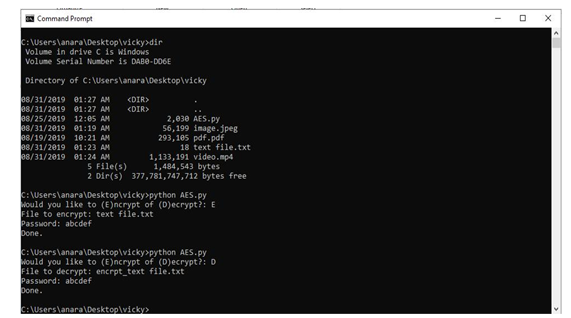 Command Prompt
C:\Users\anara\Desktop\vicky>dir
Volume in drive C is Windows
Volume Serial Number is DAB0-DD6E
Directory of C:\Users\anara\Desktop\vicky
08/31/2019 01:27 AM <DIR> .
08/31/2019 01:27 AM <DIR> ..
08/25/2019 12:05 AM 2,030 AES.py
08/31/2019 01:19 AM 56,199 image.jpeg
08/19/2019 10:21 AM 293,105 pdf.pdf
08/31/2019 01:23 AM 18 text file.txt
08/31/2019 01:24 AM 1,133,191 video.mp4
5 File(s) 1,484,543 bytes
2 Dir(s) 377,781,747,712 bytes free
C:\Users\anara\Desktop\vicky>python AES.py
Would you like to (E)ncrypt of (D)ecrypt?: E
File to encrypt: text file.txt
Password: abcdef
Done.
C:\Users\anara\Desktop\vicky>python AES.py
Would you like to (E)ncrypt of (D)ecrypt?: D
File to decrypt: encrpt_text file.txt
Password: abcdef
Done.
C:\Users\anara\Desktop\vicky>